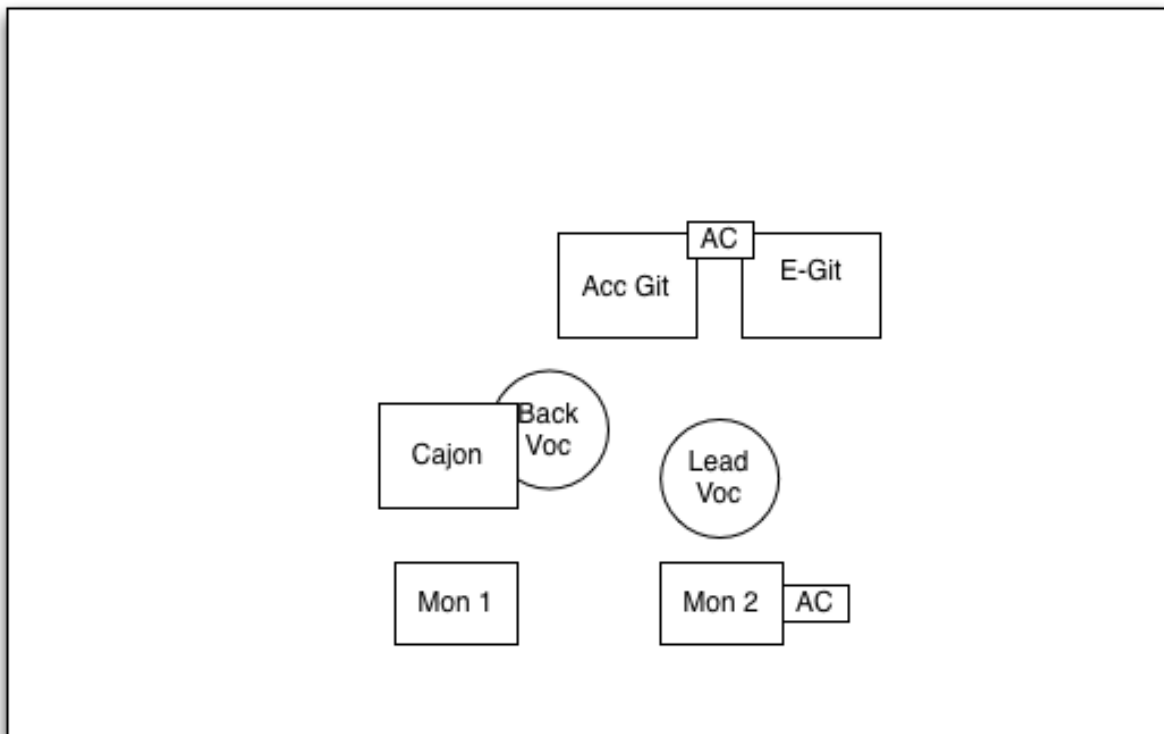 AC
Acc Git
E-Git
Back
Voc
Cajon
Lead
Voc
Mon 1
Mon 2
AC